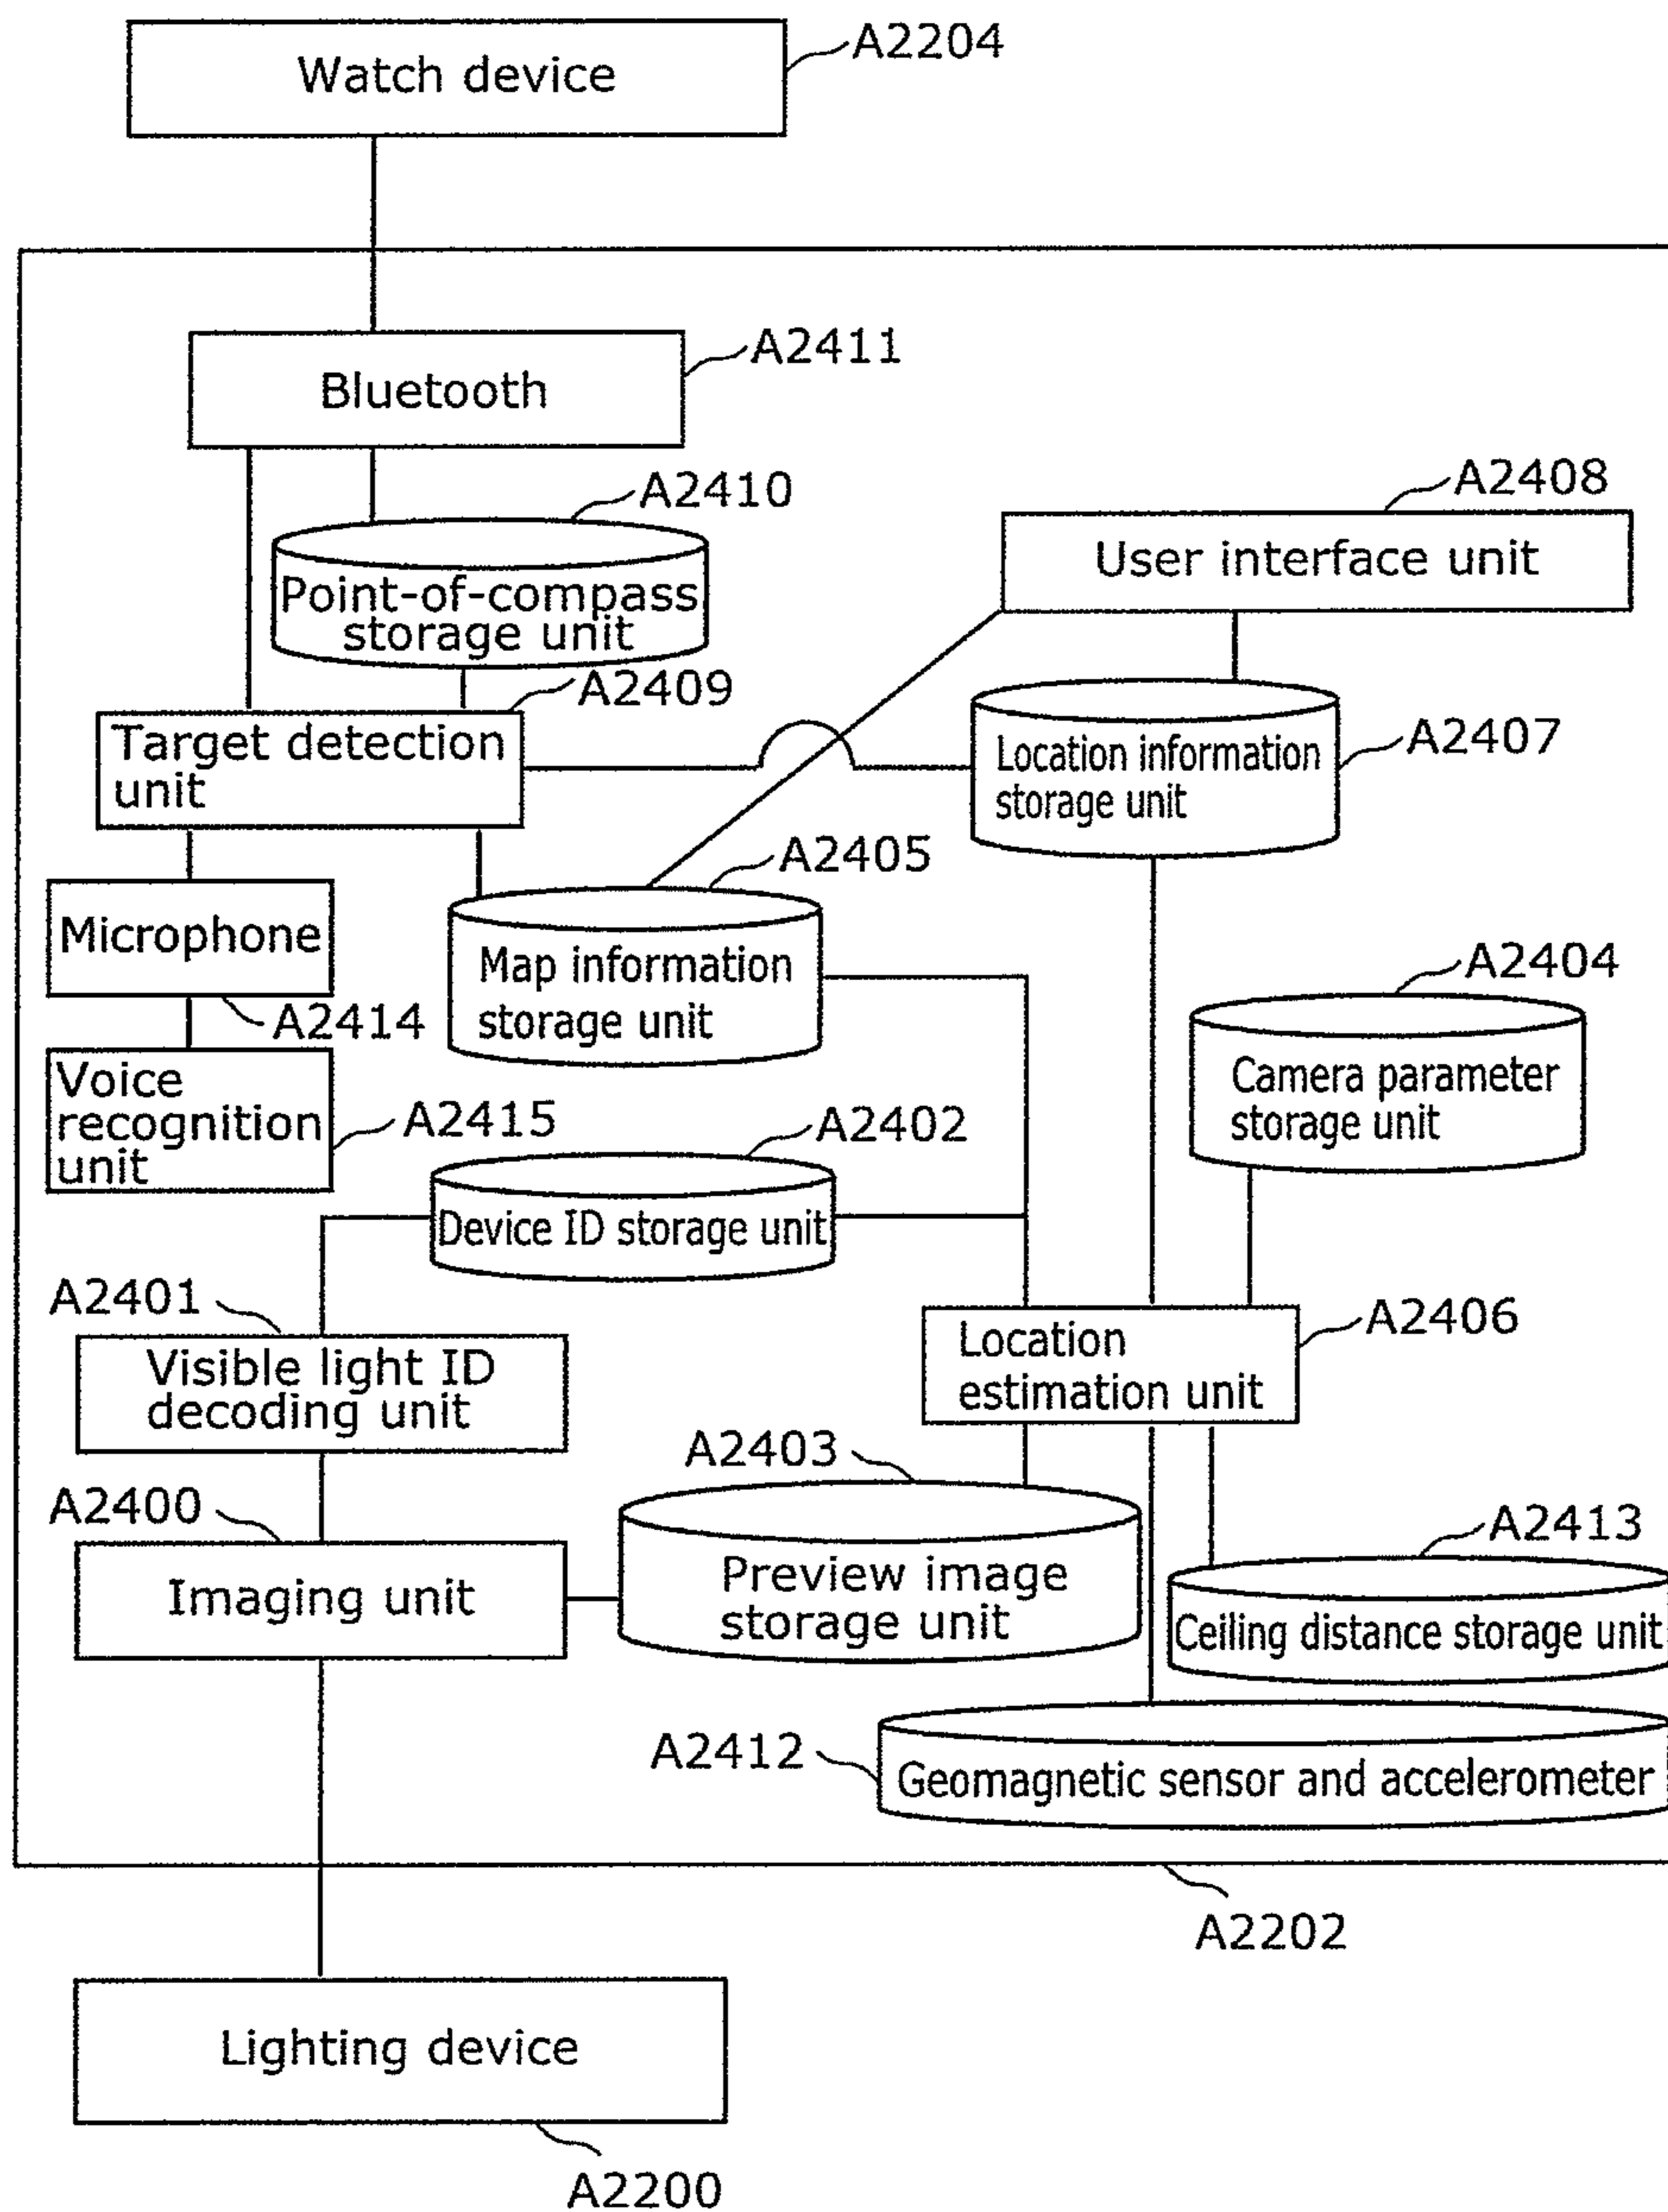 A2204
Watch device
A2411
Bluetooth
A2410
Point-of-compass
storage unit
A2408
User interface unit
A2409
Target detection
unit
A2407
Location information
storage unit
A2405
Map information
storage unit
Microphone
A2414
A2404
Camera parameter
storage unit
Voice
recognition
unit
A2415
A2402
Device ID storage unit
A2401
Visible light ID
decoding unit
A2406
Location
estimation unit
A2403
Preview image
storage unit
A2400
Imaging unit
A2413
Ceiling distance storage unit
A2412
Geomagnetic sensor and accelerometer
A2202
Lighting device
A2200